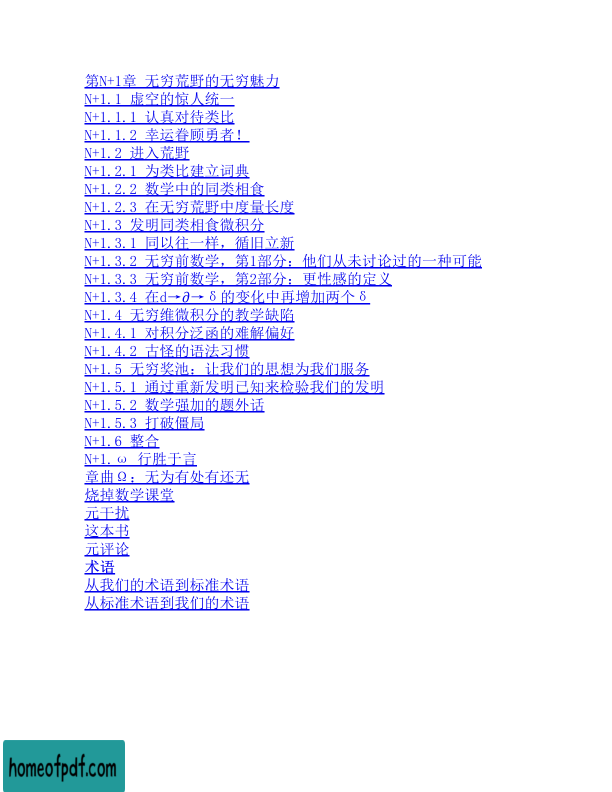 第N+1章 无穷荒野的无穷魅力
N+1.1 虚空的惊人统一
N+1.1.1 认真对待类比
N+1.1.2 幸运眷顾勇者！
N+1.2 进入荒野
N+1.2.1 为类比建立词典
N+1.2.2 数学中的同类相食
N+1.2.3 在无穷荒野中度量长度
N+1.3 发明同类相食微积分
N+1.3.1 同以往一样，循旧立新
N+1.3.2 无穷前数学，第1部分：他们从未讨论过的一种可能
N+1.3.3 无穷前数学，第2部分：更性感的定义
N+1.3.4 在d→∂→δ的变化中再增加两个δ
N+1.4 无穷维微积分的教学缺陷
N+1.4.1 对积分泛函的难解偏好
N+1.4.2 古怪的语法习惯
N+1.5 无穷奖池：让我们的思想为我们服务
N+1.5.1 通过重新发明已知来检验我们的发明
N+1.5.2 数学强加的题外话
N+1.5.3 打破僵局
N+1.6 整合
N+1.ω 行胜于言
章曲Ω：无为有处有还无
烧掉数学课堂
元干扰
这本书
元评论
术语
从我们的术语到标准术语
从标准术语到我们的术语
homeofpdf.com